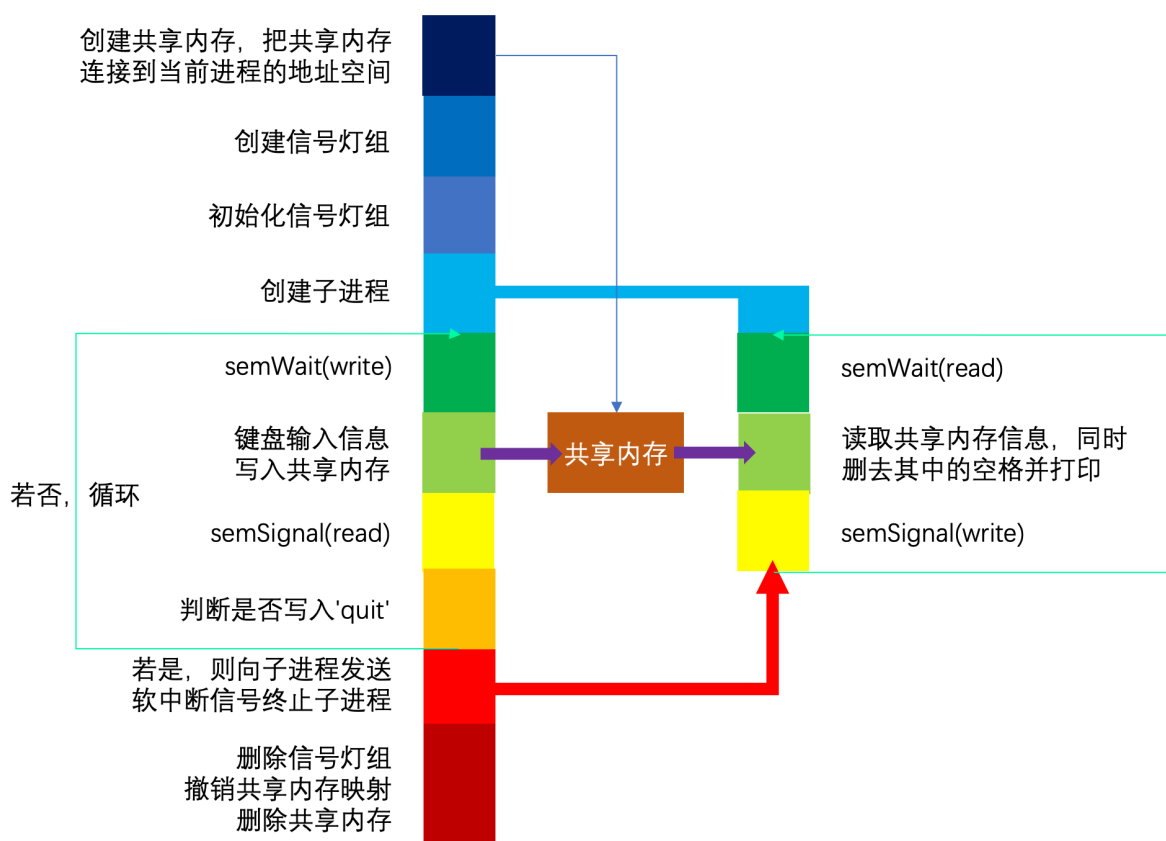 创建共享内存，把共享内存
连接到当前进程的地址空间
创建信号灯组
初始化信号灯组
创建子进程
semWait(write)
semWait(read)
键盘输入信息
写入共享内存
共享内存
读取共享内存信息，同时
删去其中的空格并打印
若否，循环
semSignal(read)
semSignal(write)
判断是否写入'quit'
若是，则向子进程发送
软中断信号终止子进程
删除信号灯组
撤销共享内存映射
删除共享内存